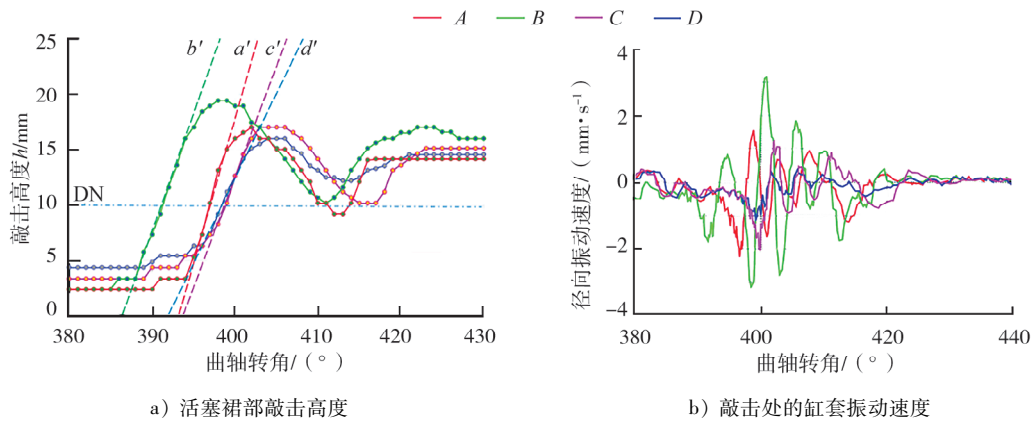 A B C D
25
20
15
10
5
0
敲击高度h/mm
b′ a′ c′ d′
DN
380 390 400 410 420 430
曲轴转角/（°）
a）活塞裙部敲击高度
4
2
0
−2
−4
径向振动速度/（mm·s⁻¹）
380 400 420 440
曲轴转角/（°）
b）敲击处的缸套振动速度